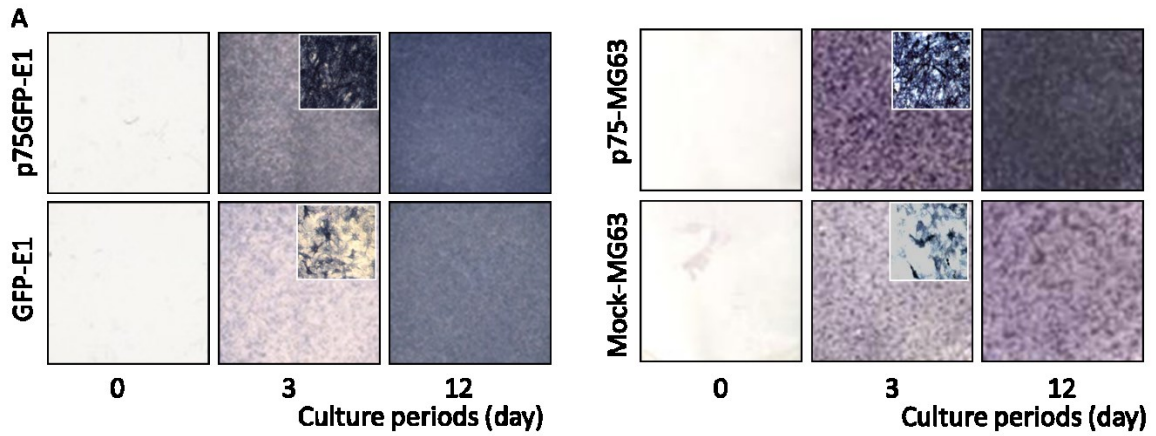 A
p75GFP-E1
GFP-E1
0 3 12
Culture periods (day)
p75-MG63
Mock-MG63
0 3 12
Culture periods (day)